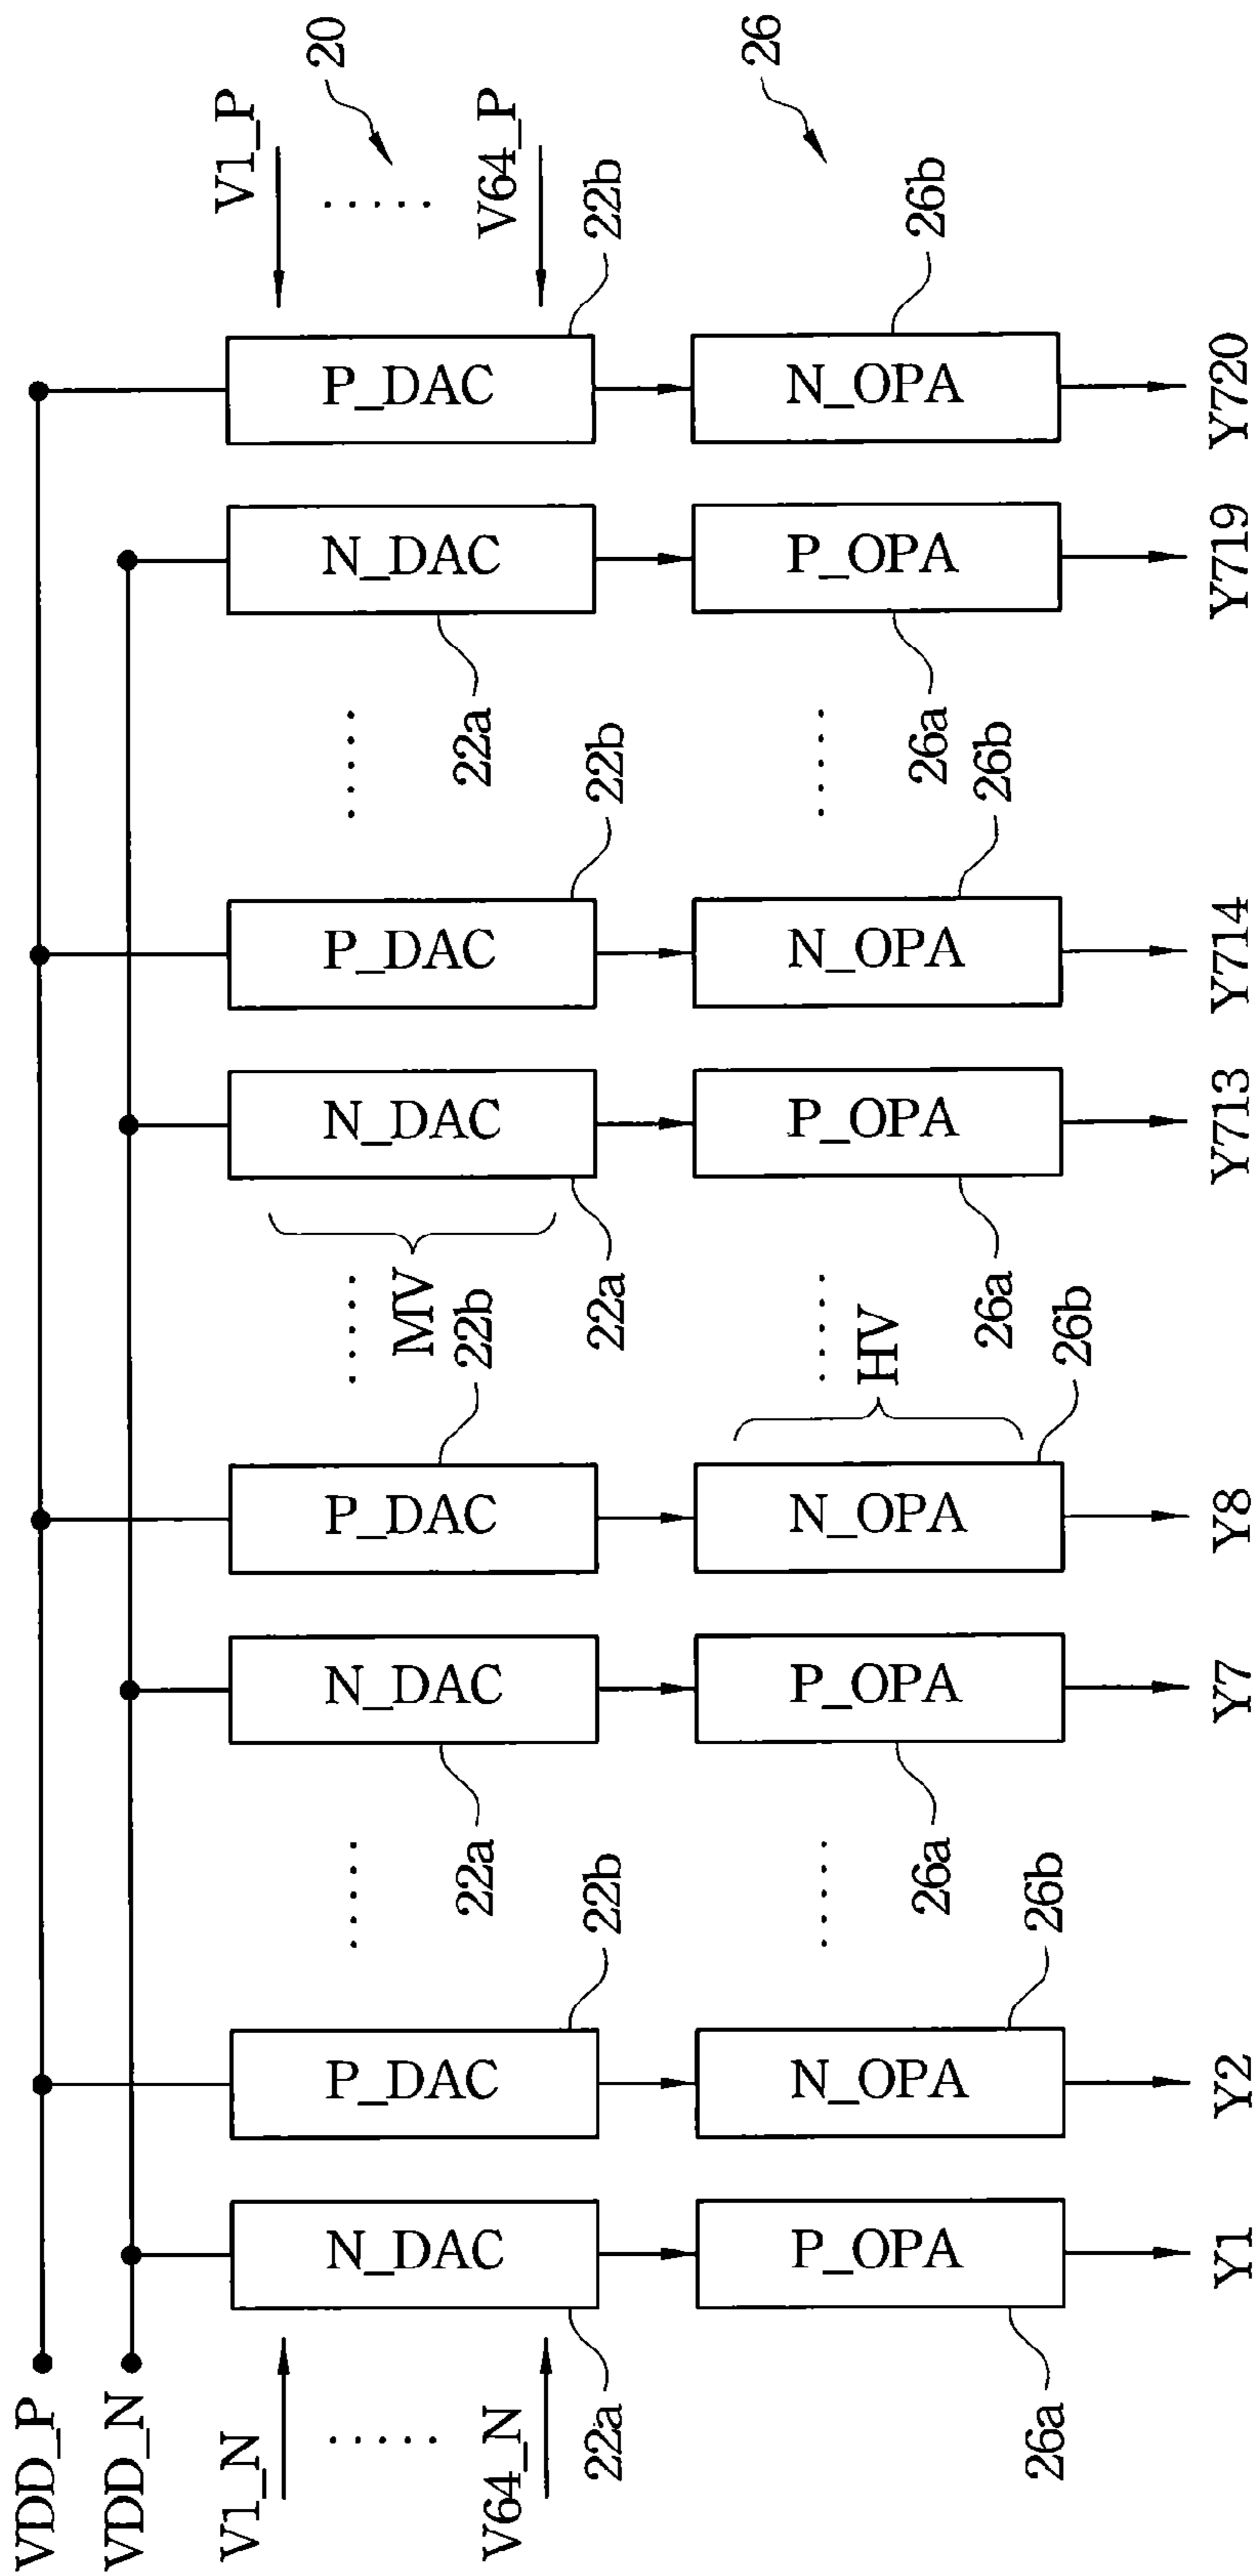 VDD_P
VDD_N
V1_N
.....
V64_N
V1_P
.....
V64_P
20
26
N_DAC
P_DAC
.....
N_DAC
P_DAC
.....
N_DAC
P_DAC
.....
N_DAC
P_DAC
22a
22b
22a
22b
MV
22a
22b
22a
22b
P_OPA
N_OPA
.....
P_OPA
N_OPA
.....
P_OPA
N_OPA
.....
P_OPA
N_OPA
26a
26b
26a
26b
HV
26a
26b
26a
26b
Y1
Y2
Y7
Y8
Y713
Y714
Y719
Y720